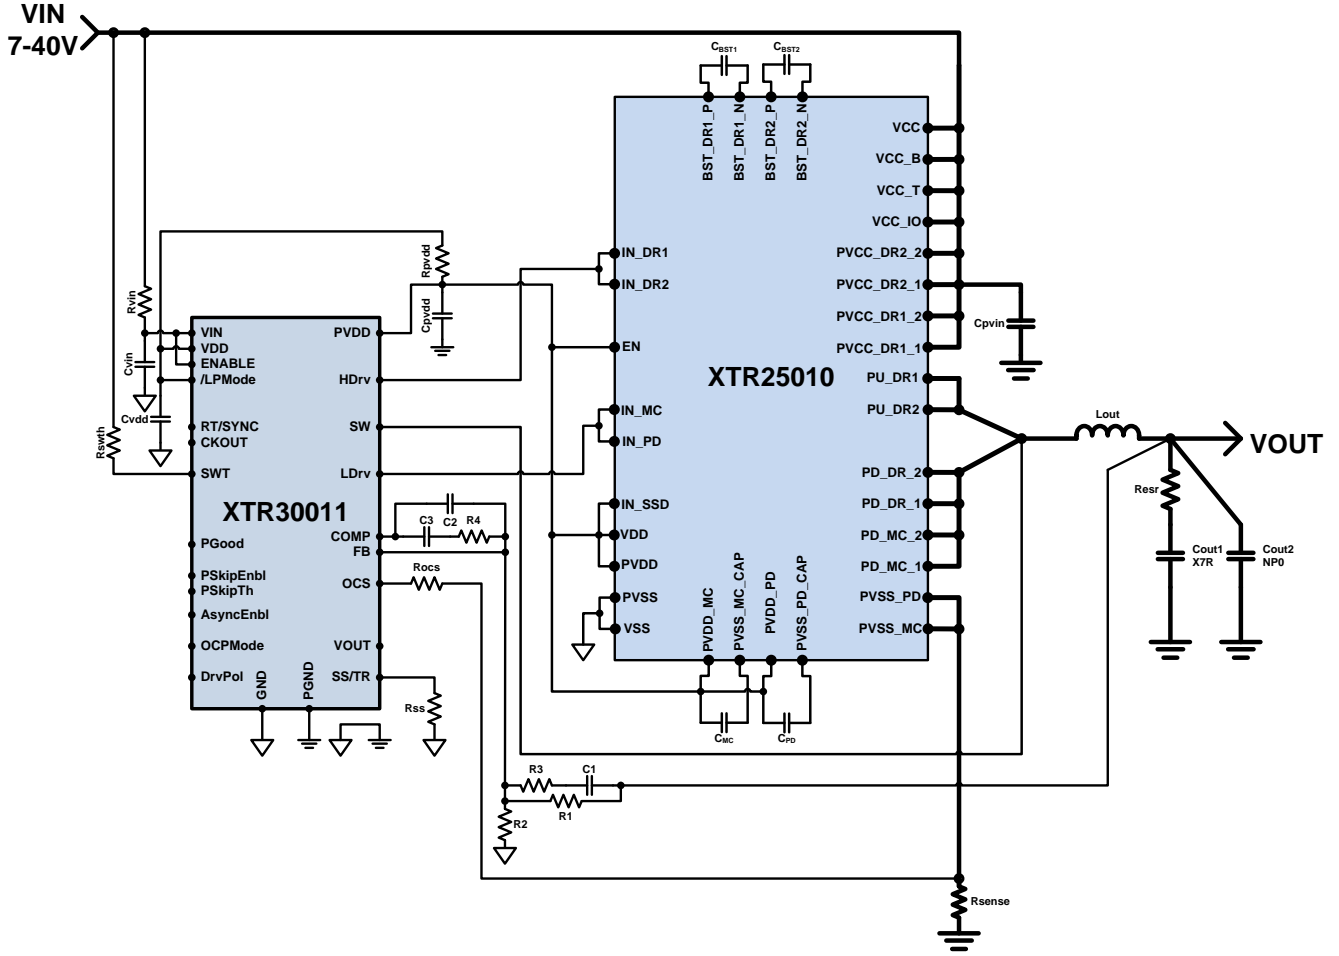 VIN
7-40V
CBST1
CBST2
BST_DR1_P
BST_DR1_N
BST_DR2_P
BST_DR2_N
VCC
VCC_B
VCC_T
VCC_IO
PVCC_DR2_2
PVCC_DR2_1
PVCC_DR1_2
PVCC_DR1_1
PU_DR1
PU_DR2
PD_DR_2
PD_DR_1
PD_MC_2
PD_MC_1
PVSS_PD
PVSS_MC
IN_DR1
IN_DR2
EN
IN_MC
IN_PD
IN_SSD
VDD
PVDD
PVSS
VSS
XTR25010
PVDD_MC
PVSS_MC_CAP
PVDD_PD
PVSS_PD_CAP
CMC
CPD
Cpvin
Lout
VOUT
Resr
Cout1
X7R
Cout2
NP0
Rsense
Rpvdd
Cpvdd
Rvin
Cvin
Cvdd
Rswth
VIN
VDD
ENABLE
/LPMode
RT/SYNC
CKOUT
SWT
XTR30011
PGood
PSkipEnbl
PSkipTh
AsyncEnbl
OCPMode
DrvPol
GND
PGND
PVDD
HDrv
SW
LDrv
COMP
FB
OCS
VOUT
SS/TR
C3
C2
R4
Rocs
Rss
R3
C1
R1
R2